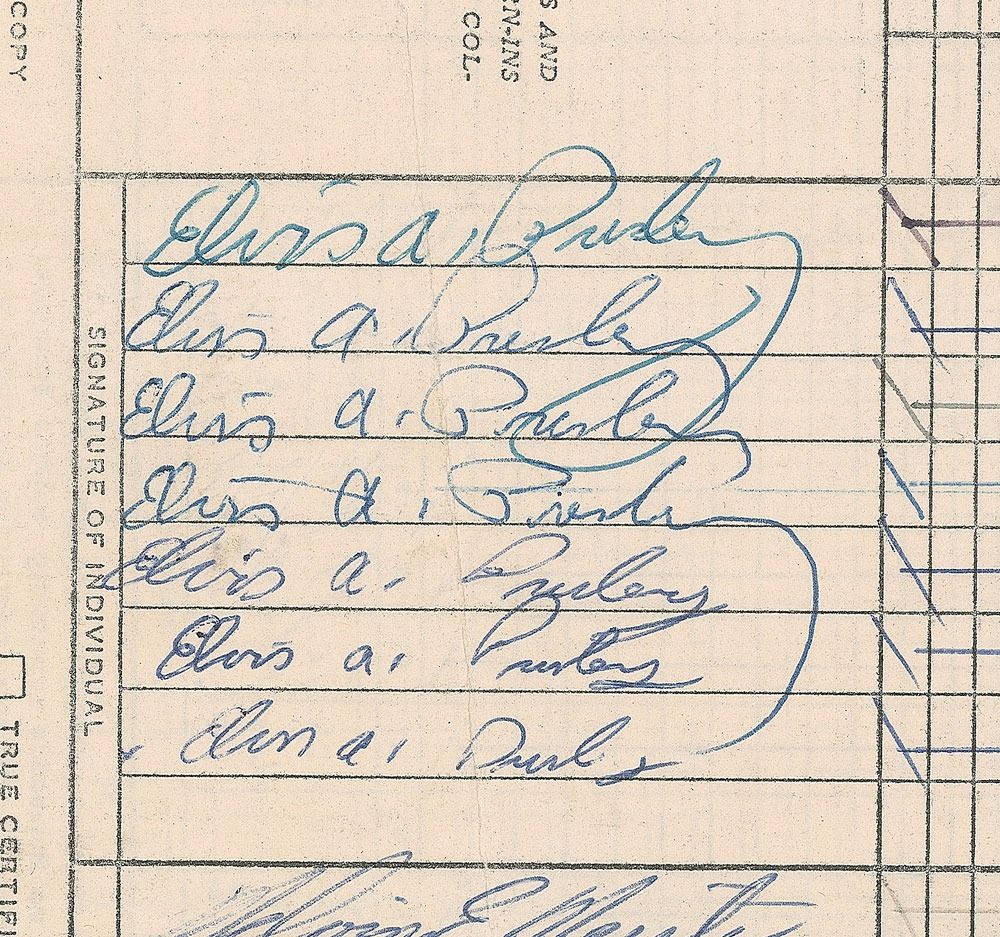 COPY
S AND
RN-INS
COL-
SIGNATURE OF INDIVIDUAL
Elvis a. Presley
Elvis a. Presley
Elvis a. Presley
Elvis a. Presley
Elvis a. Presley
Elvis a. Presley
Elvis a. Presley
TRUE CERTIFI